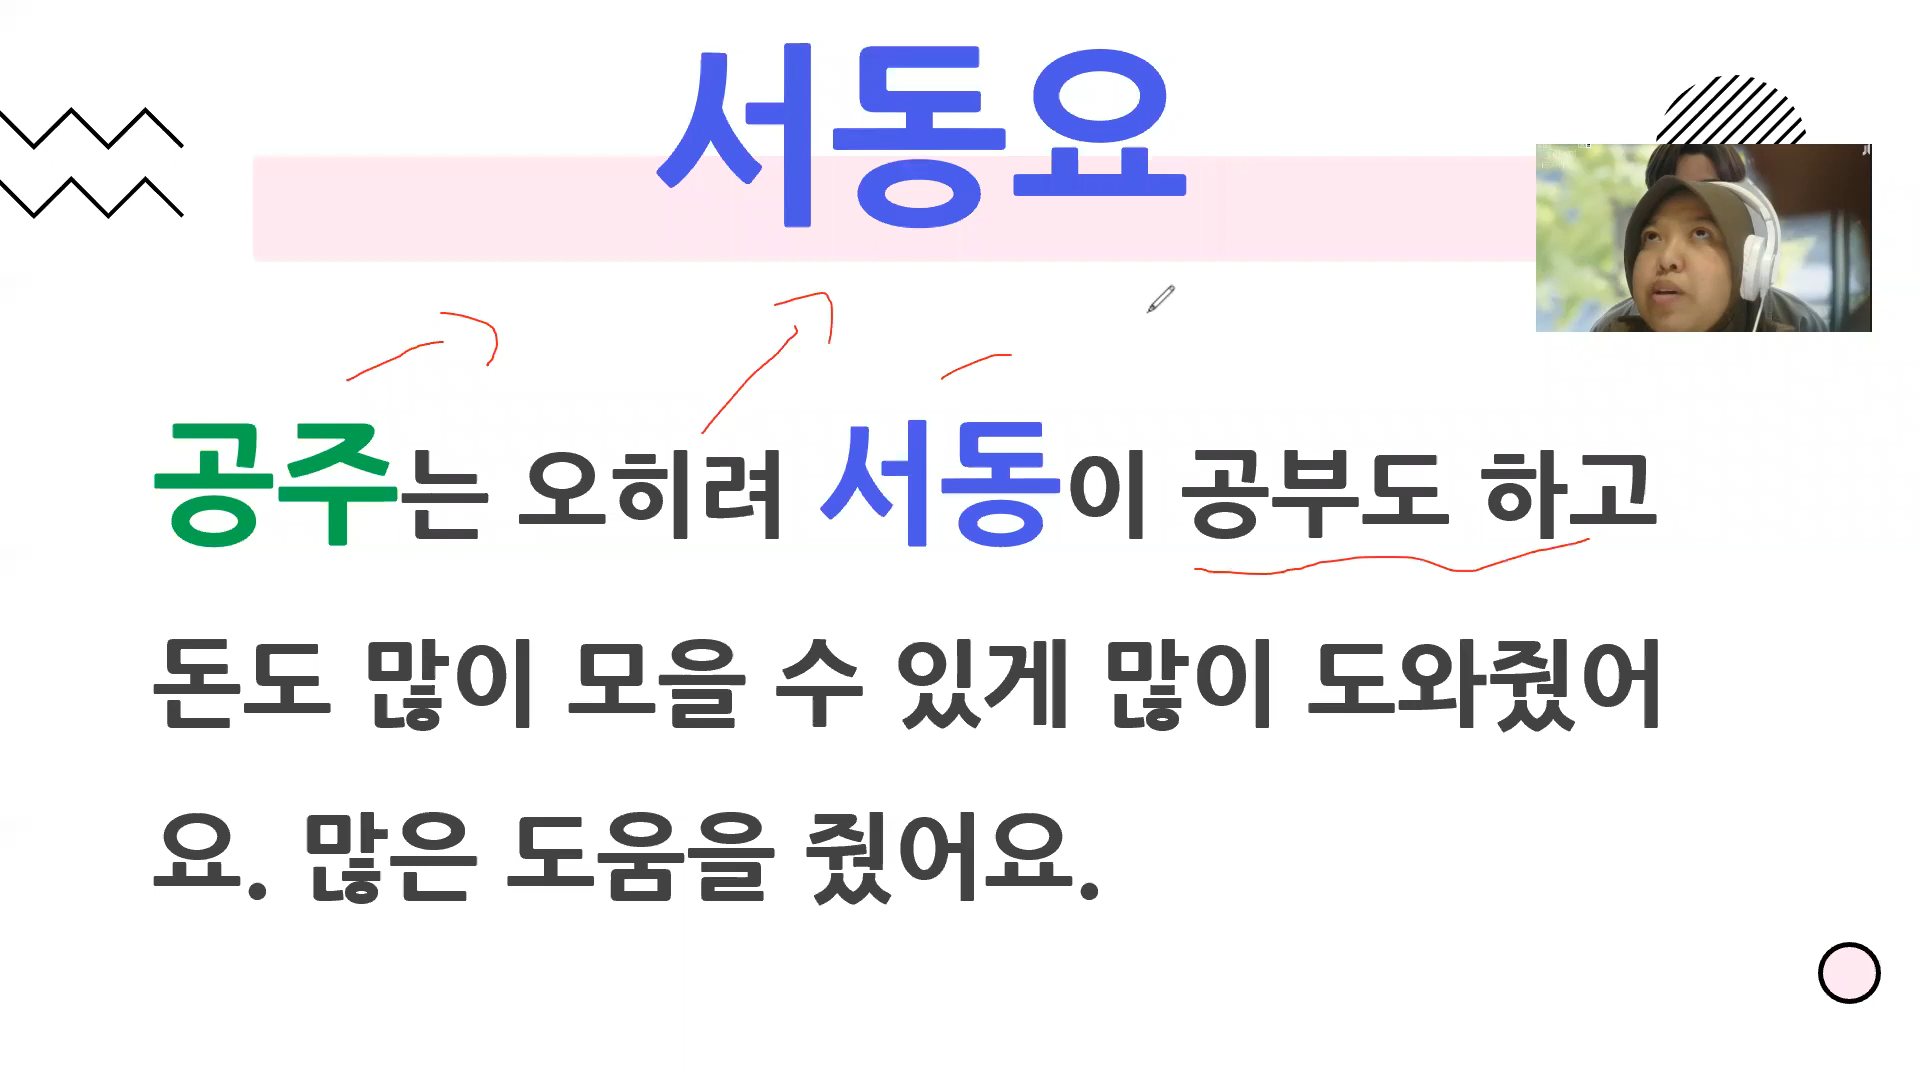 서동요
공주는 오히려 서동이 공부도 하고
돈도 많이 모을 수 있게 많이 도와줬어
요. 많은 도움을 줬어요.